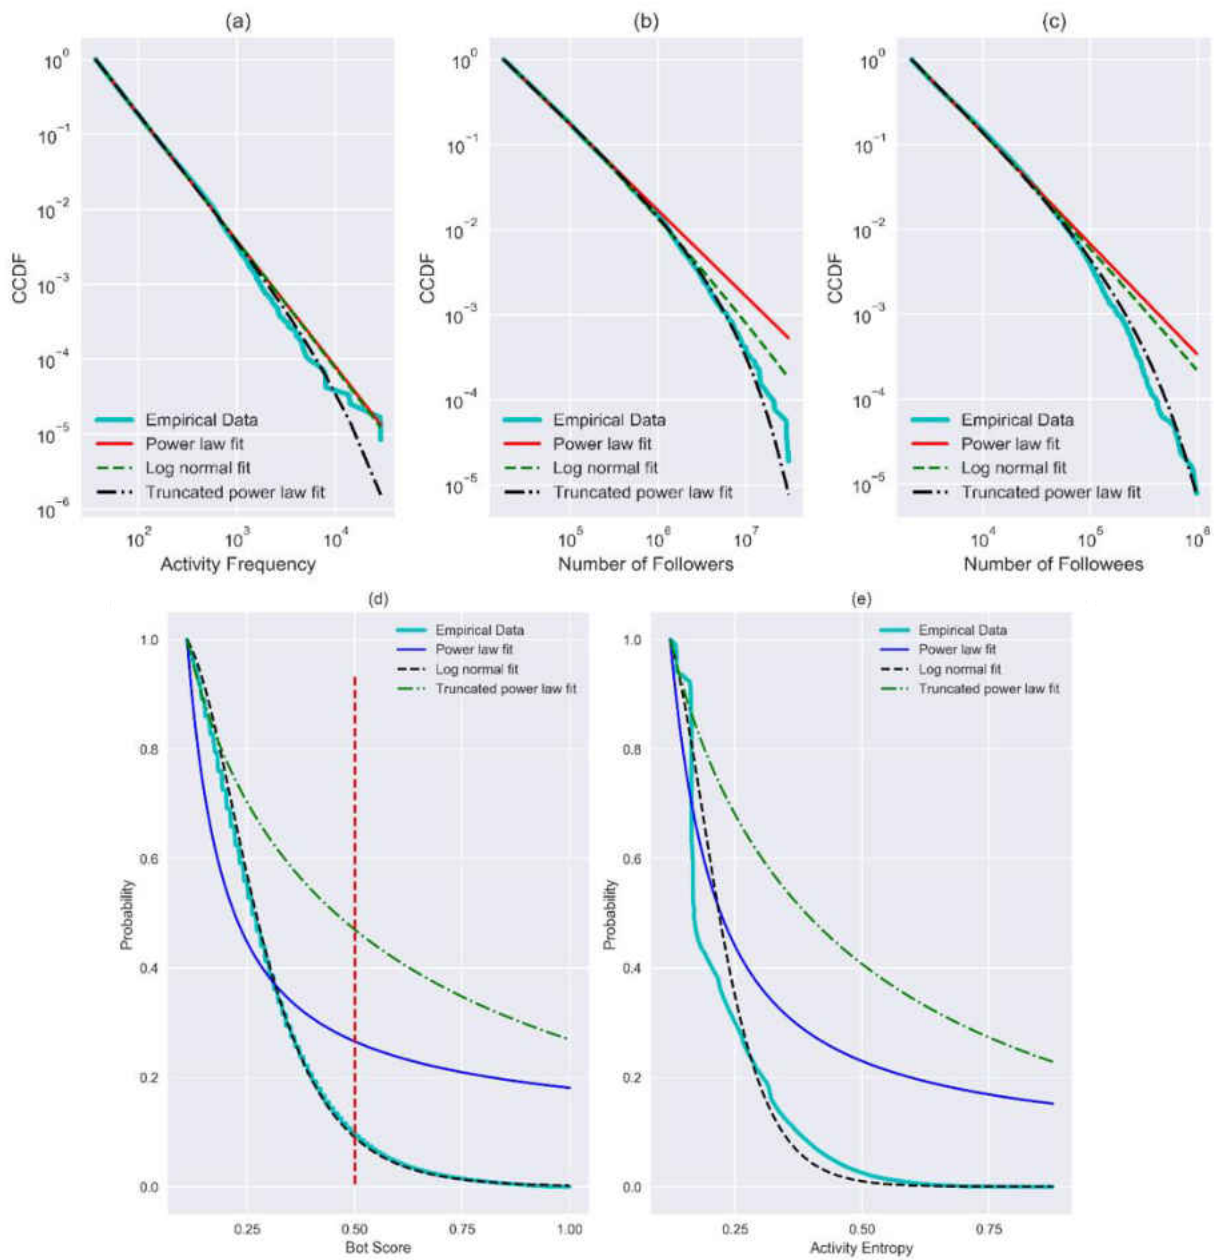 (a)
(b)
(c)
10^0
10^-1
10^-2
10^-3
10^-4
10^-5
10^-6
CCDF
Empirical Data
Power law fit
Log normal fit
Truncated power law fit
10^2
10^3
10^4
Activity Frequency
10^0
10^-1
10^-2
10^-3
10^-4
10^-5
CCDF
Empirical Data
Power law fit
Log normal fit
Truncated power law fit
10^5
10^6
10^7
Number of Followers
10^0
10^-1
10^-2
10^-3
10^-4
10^-5
CCDF
Empirical Data
Power law fit
Log normal fit
Truncated power law fit
10^4
10^5
Number of Followees
(d)
(e)
1.0
0.8
0.6
0.4
0.2
0.0
Probability
Empirical Data
Power law fit
Log normal fit
Truncated power law fit
0.25
0.50
0.75
1.00
Bot Score
1.0
0.8
0.6
0.4
0.2
0.0
Probability
Empirical Data
Power law fit
Log normal fit
Truncated power law fit
0.25
0.50
0.75
Activity Entropy